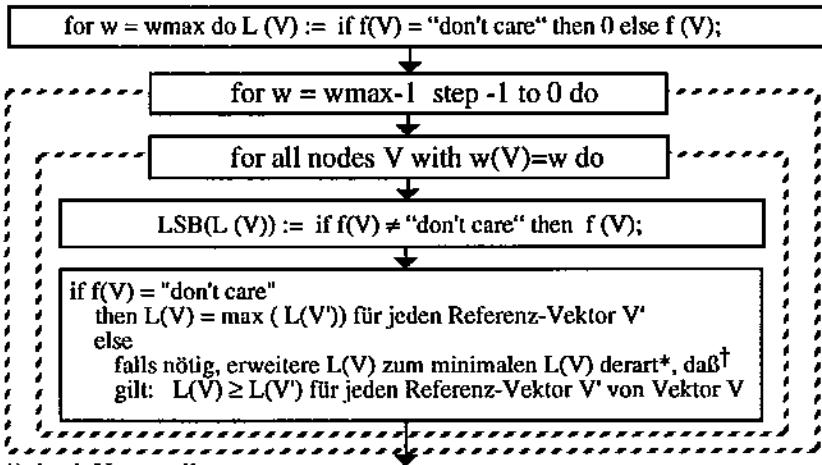 for w = wmax do L (V) := if f(V) = “don't care“ then 0 else f (V);
for w = wmax-1 step -1 to 0 do
for all nodes V with w(V)=w do
LSB(L (V)) := if f(V) ≠ “don't care“ then f (V);
if f(V) = "don't care"
then L(V) = max ( L(V')) für jeden Referenz-Vektor V'
else
falls nötig, erweitere L(V) zum minimalen L(V) derart*, daß†
gilt: L(V) ≥ L(V') für jeden Referenz-Vektor V' von Vektor V